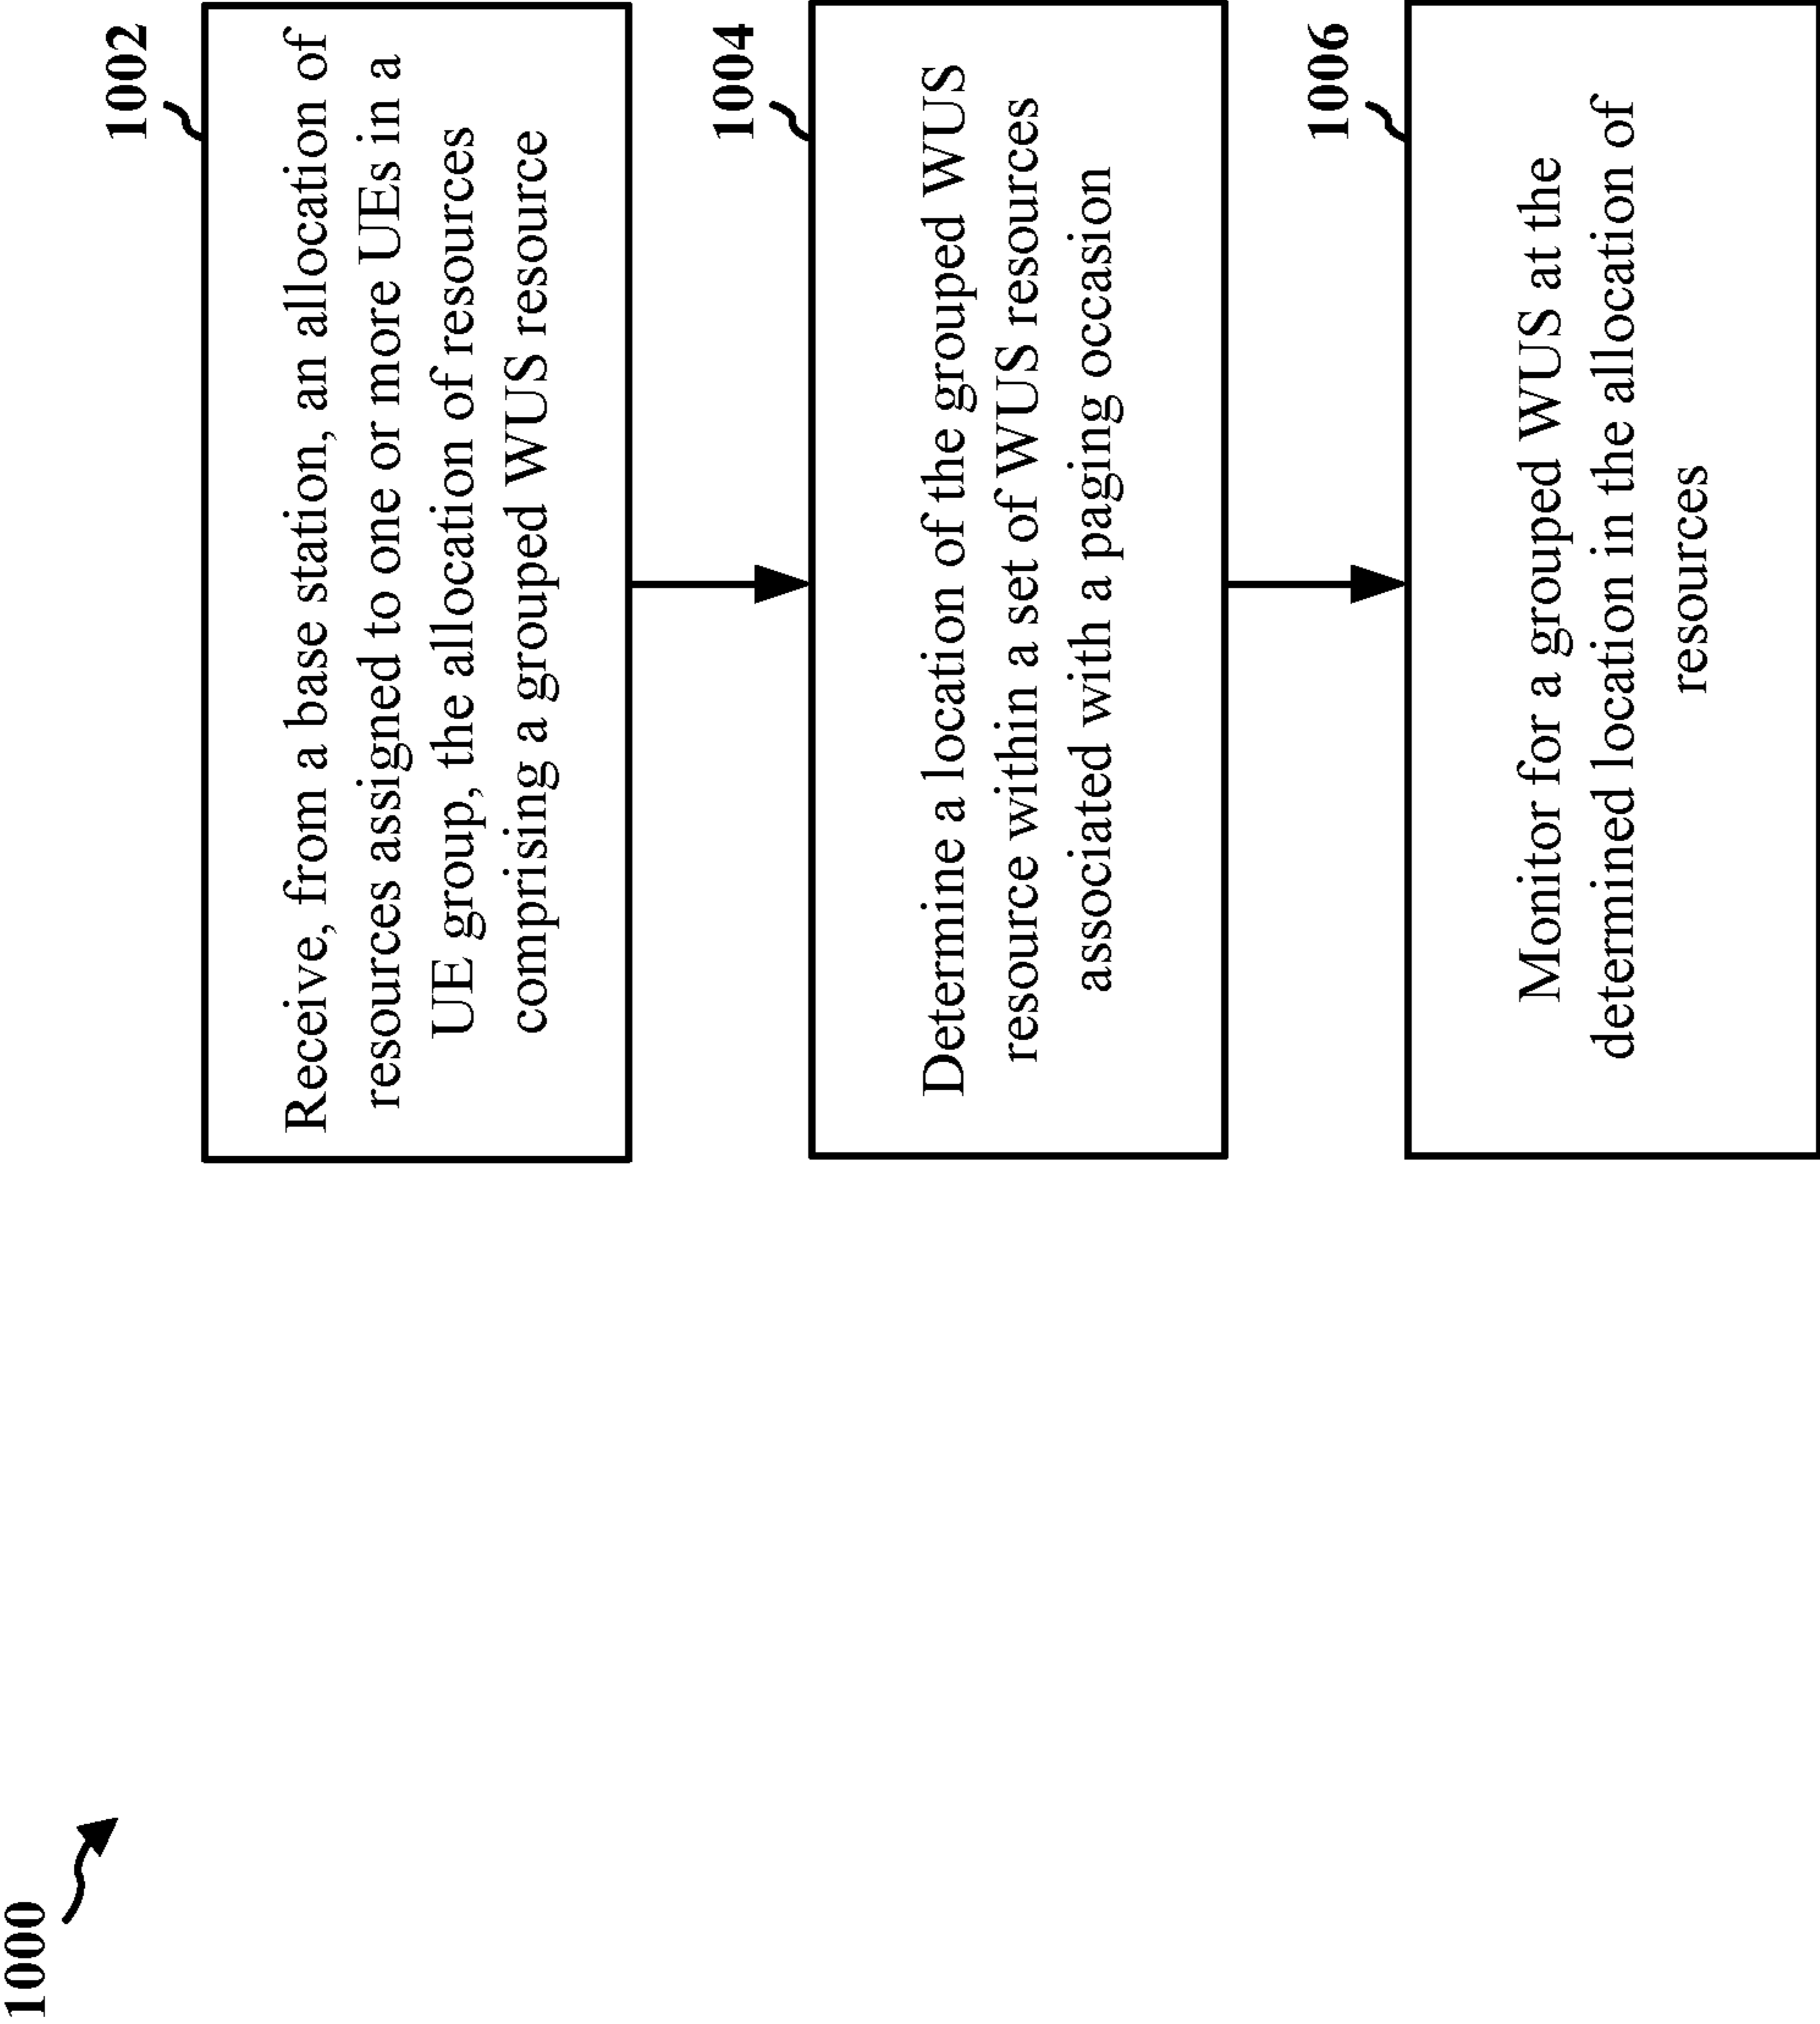 1000
1002
Receive, from a base station, an allocation of
resources assigned to one or more UEs in a
UE group, the allocation of resources
comprising a grouped WUS resource
1004
Determine a location of the grouped WUS
resource within a set of WUS resources
associated with a paging occasion
1006
Monitor for a grouped WUS at the
determined location in the allocation of
resources